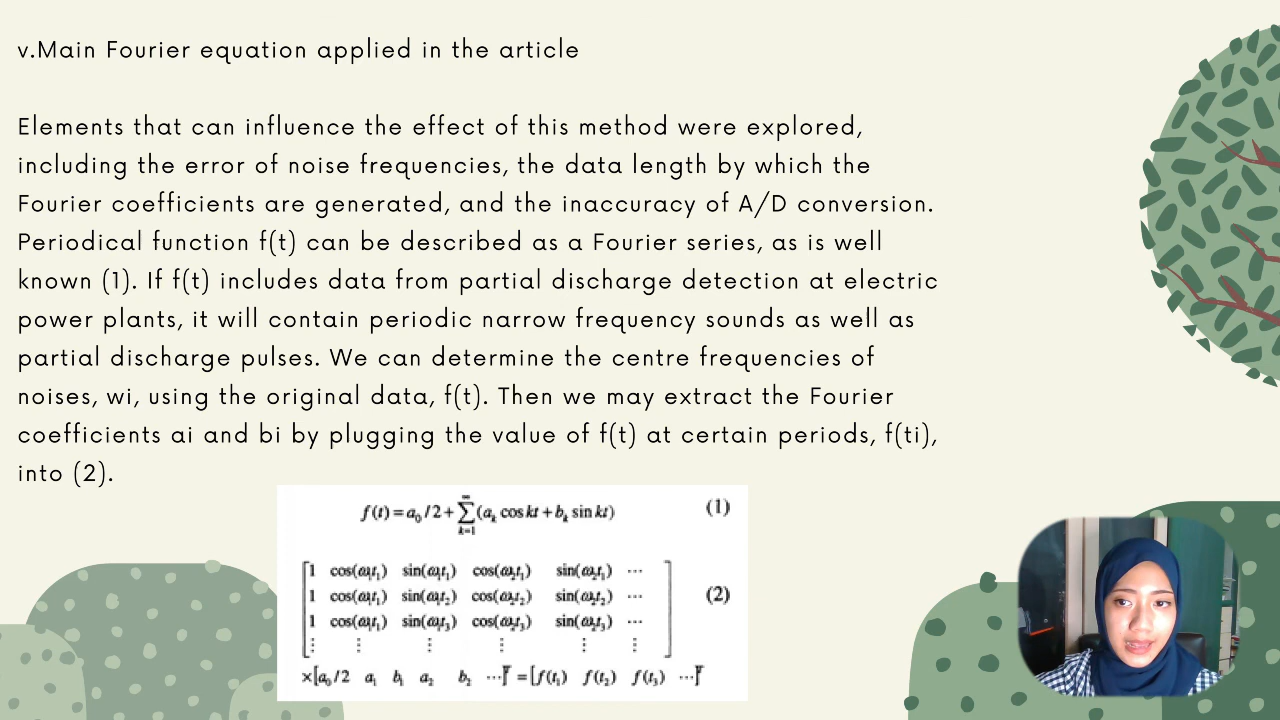 v.Main Fourier equation applied in the article
Elements that can influence the effect of this method were explored,
including the error of noise frequencies, the data length by which the
Fourier coefficients are generated, and the inaccuracy of A/D conversion.
Periodical function f(t) can be described as a Fourier series, as is well
known (1). If f(t) includes data from partial discharge detection at electric
power plants, it will contain periodic narrow frequency sounds as well as
partial discharge pulses. We can determine the centre frequencies of
noises, wi, using the original data, f(t). Then we may extract the Fourier
coefficients ai and bi by plugging the value of f(t) at certain periods, f(ti),
into (2).
f(t) = a₀/2 + ∑_{k=1}^{∞} (aₖ cos kt + bₖ sin kt) (1)
[1 cos(ω₁t₁) sin(ω₁t₁) cos(ω₂t₁) sin(ω₂t₁) ⋯
1 cos(ω₁t₂) sin(ω₁t₂) cos(ω₂t₂) sin(ω₂t₂) ⋯ (2)
1 cos(ω₁t₃) sin(ω₁t₃) cos(ω₂t₃) sin(ω₂t₃) ⋯
⋮ ⋮ ⋮ ⋮ ⋮ ⋮]
×[a₀/2 a₁ b₁ a₂ b₂ ⋯]ᵀ = [f(t₁) f(t₂) f(t₃) ⋯]ᵀ